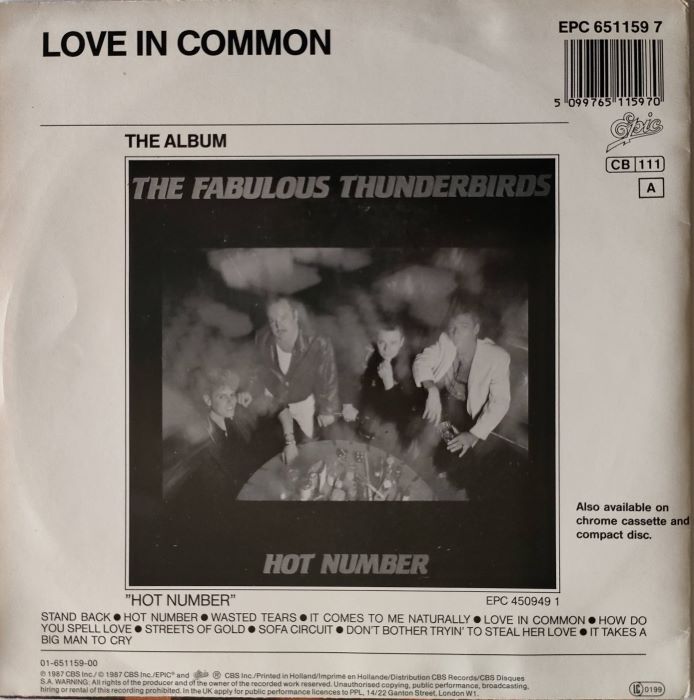 LOVE IN COMMON
EPC 651159 7
5 099765 115970
Epic
CB 111
A
THE ALBUM
THE FABULOUS THUNDERBIRDS
HOT NUMBER
Also available on
chrome cassette and
compact disc.
"HOT NUMBER"
EPC 450949 1
STAND BACK ● HOT NUMBER ● WASTED TEARS ● IT COMES TO ME NATURALLY ● LOVE IN COMMON ● HOW DO
YOU SPELL LOVE ● STREETS OF GOLD ● SOFA CIRCUIT ● DON'T BOTHER TRYIN' TO STEAL HER LOVE ● IT TAKES A
BIG MAN TO CRY
01-651159-00
℗ 1987 CBS Inc./© 1987 CBS Inc./EPIC® and Epic ® CBS Inc./Printed in Holland/Imprimé en Hollande/Distribution CBS Records/CBS Disques
S.A. WARNING: All rights of the producer and of the owner of the recorded work reserved. Unauthorised copying, public performance, broadcasting,
hiring or rental of this recording prohibited. In the UK apply for public performance licences to PPL, 14/22 Ganton Street, London W1.
LC 0199